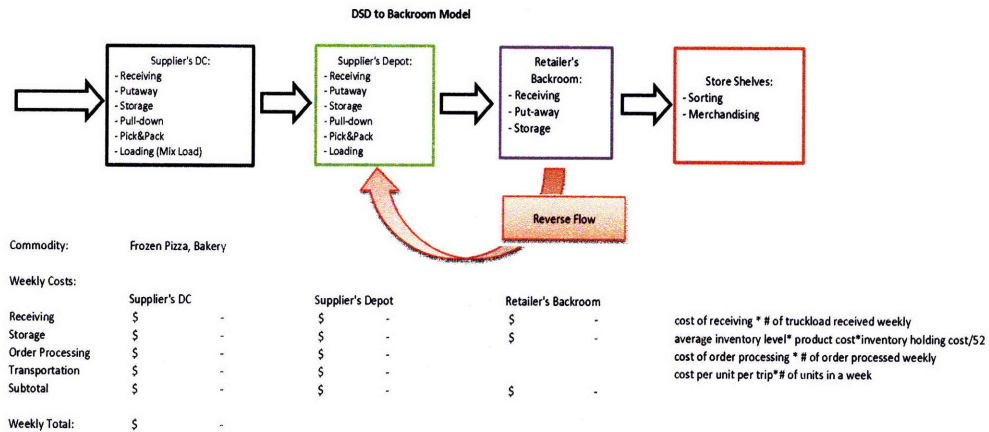 DSD to Backroom Model
Supplier's DC:
- Receiving
- Putaway
- Storage
- Pull-down
- Pick&Pack
- Loading (Mix Load)
Supplier's Depot:
- Receiving
- Putaway
- Storage
- Pull-down
- Pick&Pack
- Loading
Retailer's
Backroom:
- Receiving
- Put-away
- Storage
Store Shelves:
- Sorting
- Merchandising
Reverse Flow
Commodity: Frozen Pizza, Bakery
Weekly Costs:
Supplier's DC Supplier's Depot Retailer's Backroom
Receiving $ - $ - $ - cost of receiving * # of truckload received weekly
Storage $ - $ - $ - average inventory level* product cost*inventory holding cost/52
Order Processing $ - $ - cost of order processing * # of order processed weekly
Transportation $ - $ - cost per unit per trip*# of units in a week
Subtotal $ - $ - $ -
Weekly Total: $ -